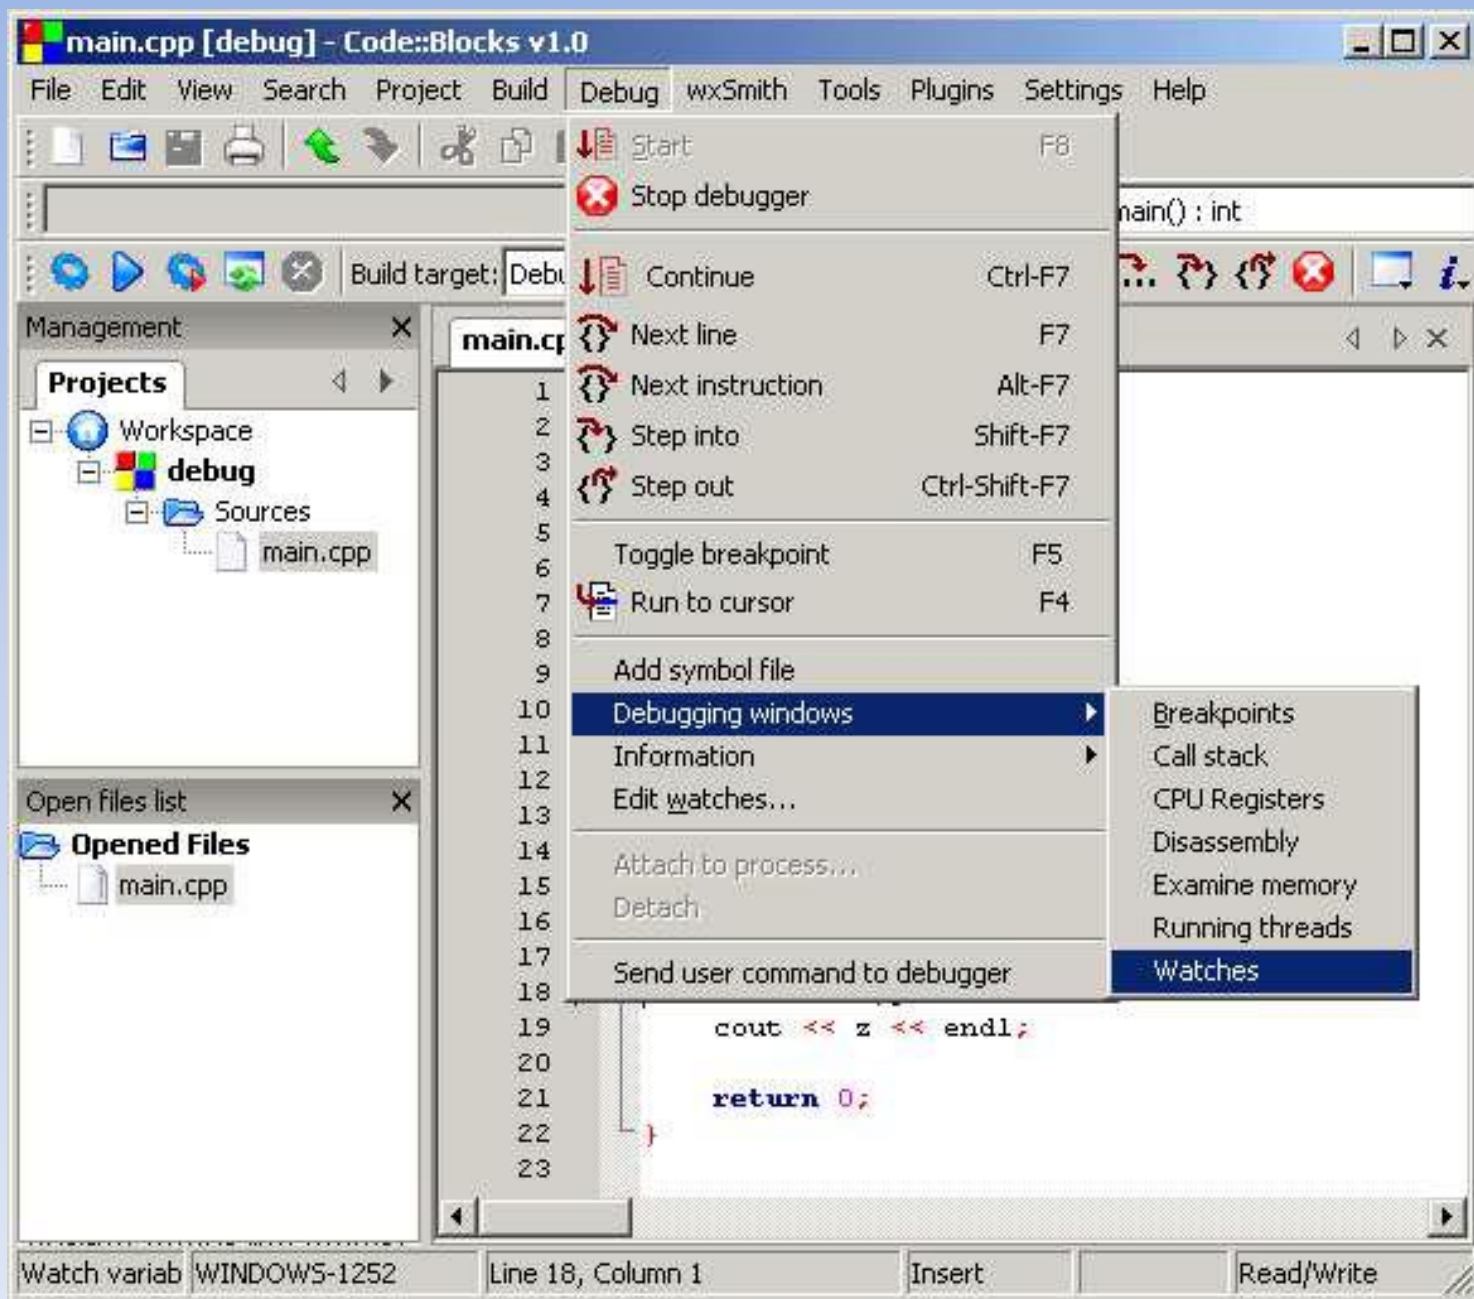 main.cpp [debug] - Code::Blocks v1.0
File Edit View Search Project Build Debug wxSmith Tools Plugins Settings Help
Start F8
Stop debugger
main() : int
Build target:
Continue Ctrl-F7
Management
Next line F7
Projects
Next instruction Alt-F7
Workspace
Step into Shift-F7
debug
Step out Ctrl-Shift-F7
Sources
main.cpp
Toggle breakpoint F5
Run to cursor F4
Add symbol file
Debugging windows
Information
Edit watches...
Attach to process...
Detach
Send user command to debugger
Breakpoints
Call stack
CPU Registers
Disassembly
Examine memory
Running threads
Watches
Open files list
Opened Files
main.cpp
1
2
3
4
5
6
7
8
9
10
11
12
13
14
15
16
17
18
19 cout << z << endl;
20
21 return 0;
22 }
23
Watch variab WINDOWS-1252 Line 18, Column 1 Insert Read/Write